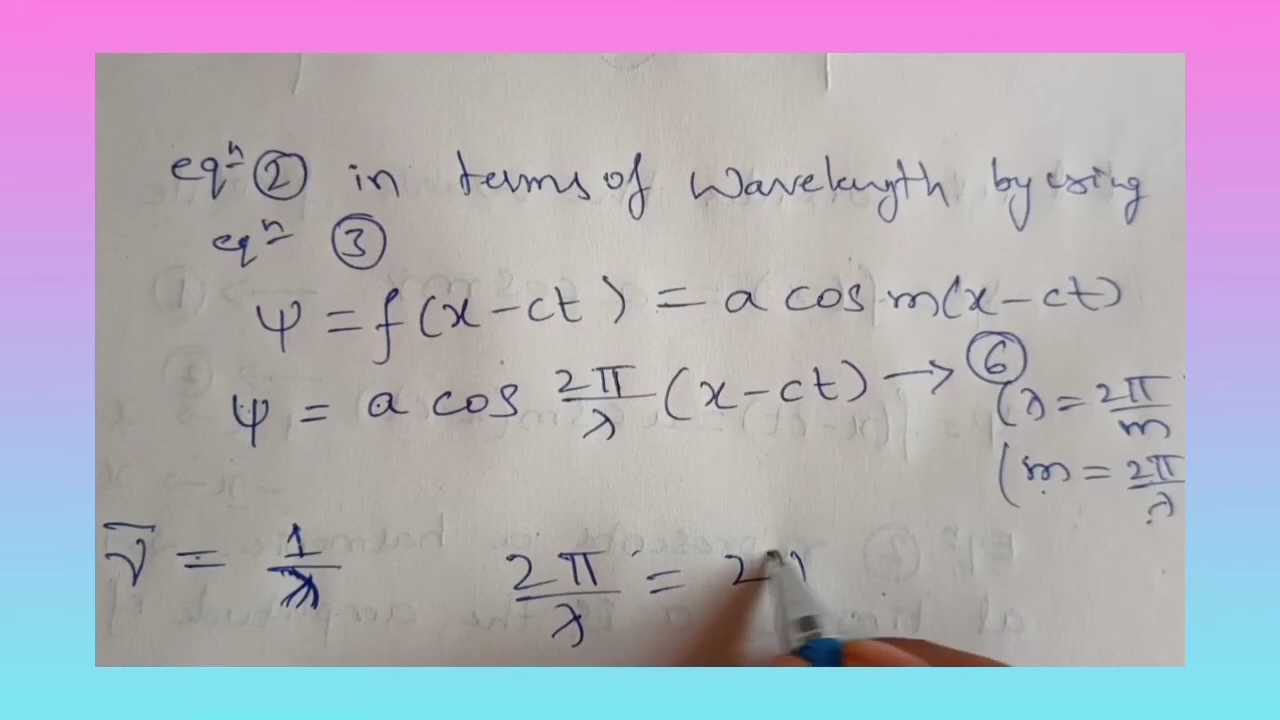 eqⁿ ② in terms of wavelength by using
eqⁿ ③
ψ = f(x-ct) = a cos m(x-ct)
ψ = a cos 2π/λ (x-ct) → ⑥
(λ = 2π/m
(m = 2π/λ
ν̅ = 1/λ
2π/λ = 2π